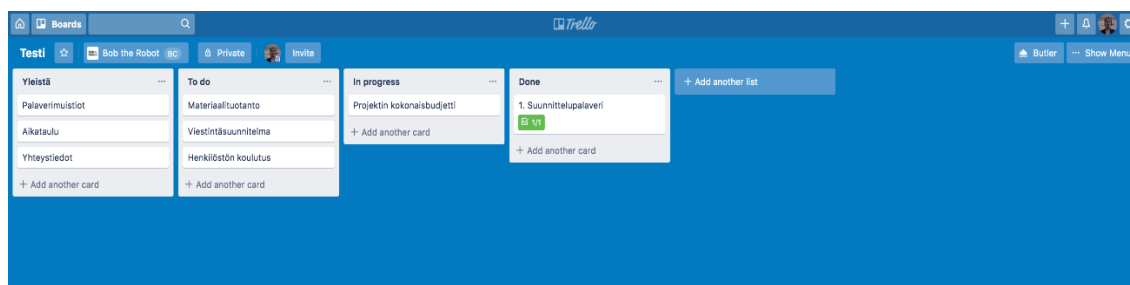 Boards
Trello
Testi
Bob the Robot BC
Private
Invite
Butler
... Show Menu
Yleistä
Palaverimuistiot
Aikataulu
Yhteystiedot
+ Add another card
To do
Materiaalituotanto
Viestintäsuunnitelma
Henkilöstön koulutus
+ Add another card
In progress
Projektin kokonaisbudjetti
+ Add another card
Done
1. Suunnittelupalaveri
1/1
+ Add another card
+ Add another list